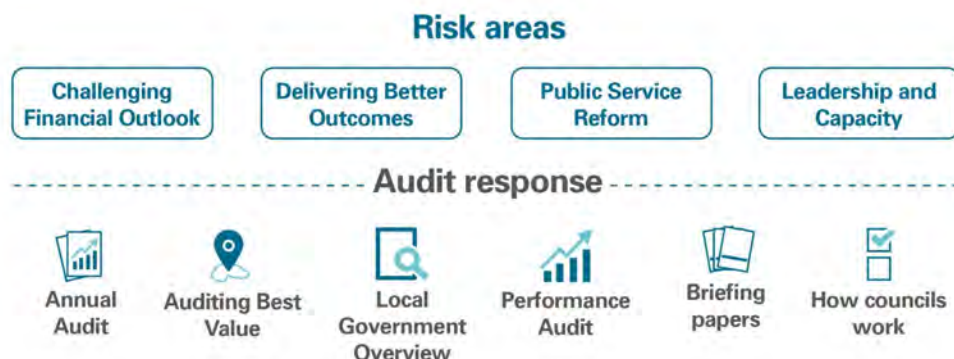 Risk areas
Challenging
Financial Outlook
Delivering Better
Outcomes
Public Service
Reform
Leadership and
Capacity
Audit response
Annual
Audit
Auditing Best
Value
Local
Government
Overview
Performance
Audit
Briefing
papers
How councils
work